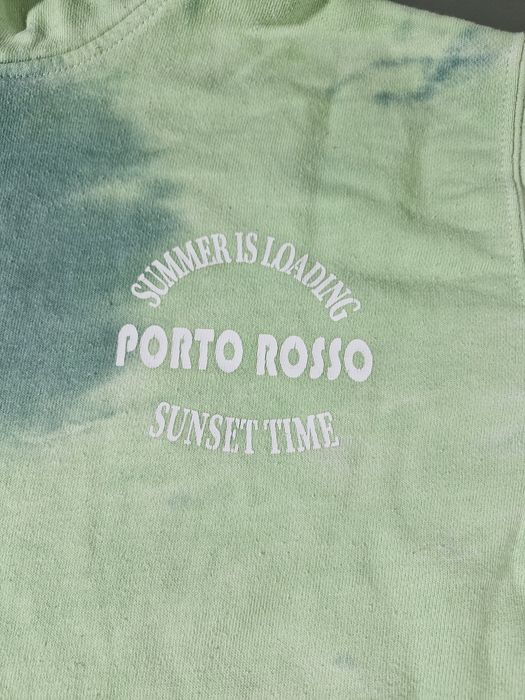 SUMMER IS LOADING
PORTO ROSSO
SUNSET TIME